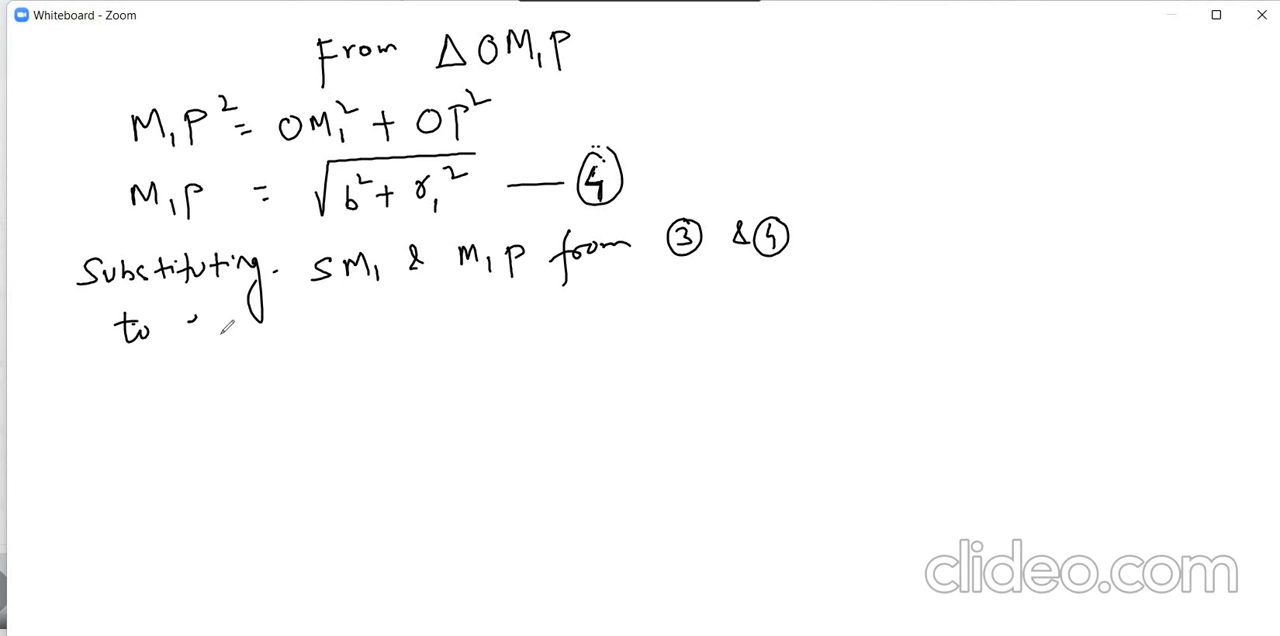 Whiteboard - Zoom
From Δ OM₁P
M₁P² = OM₁² + OP²
M₁P = √(b² + r₁²) — ④
Substituting. SM₁ & M₁P from ③ & ④
to
clideo.com